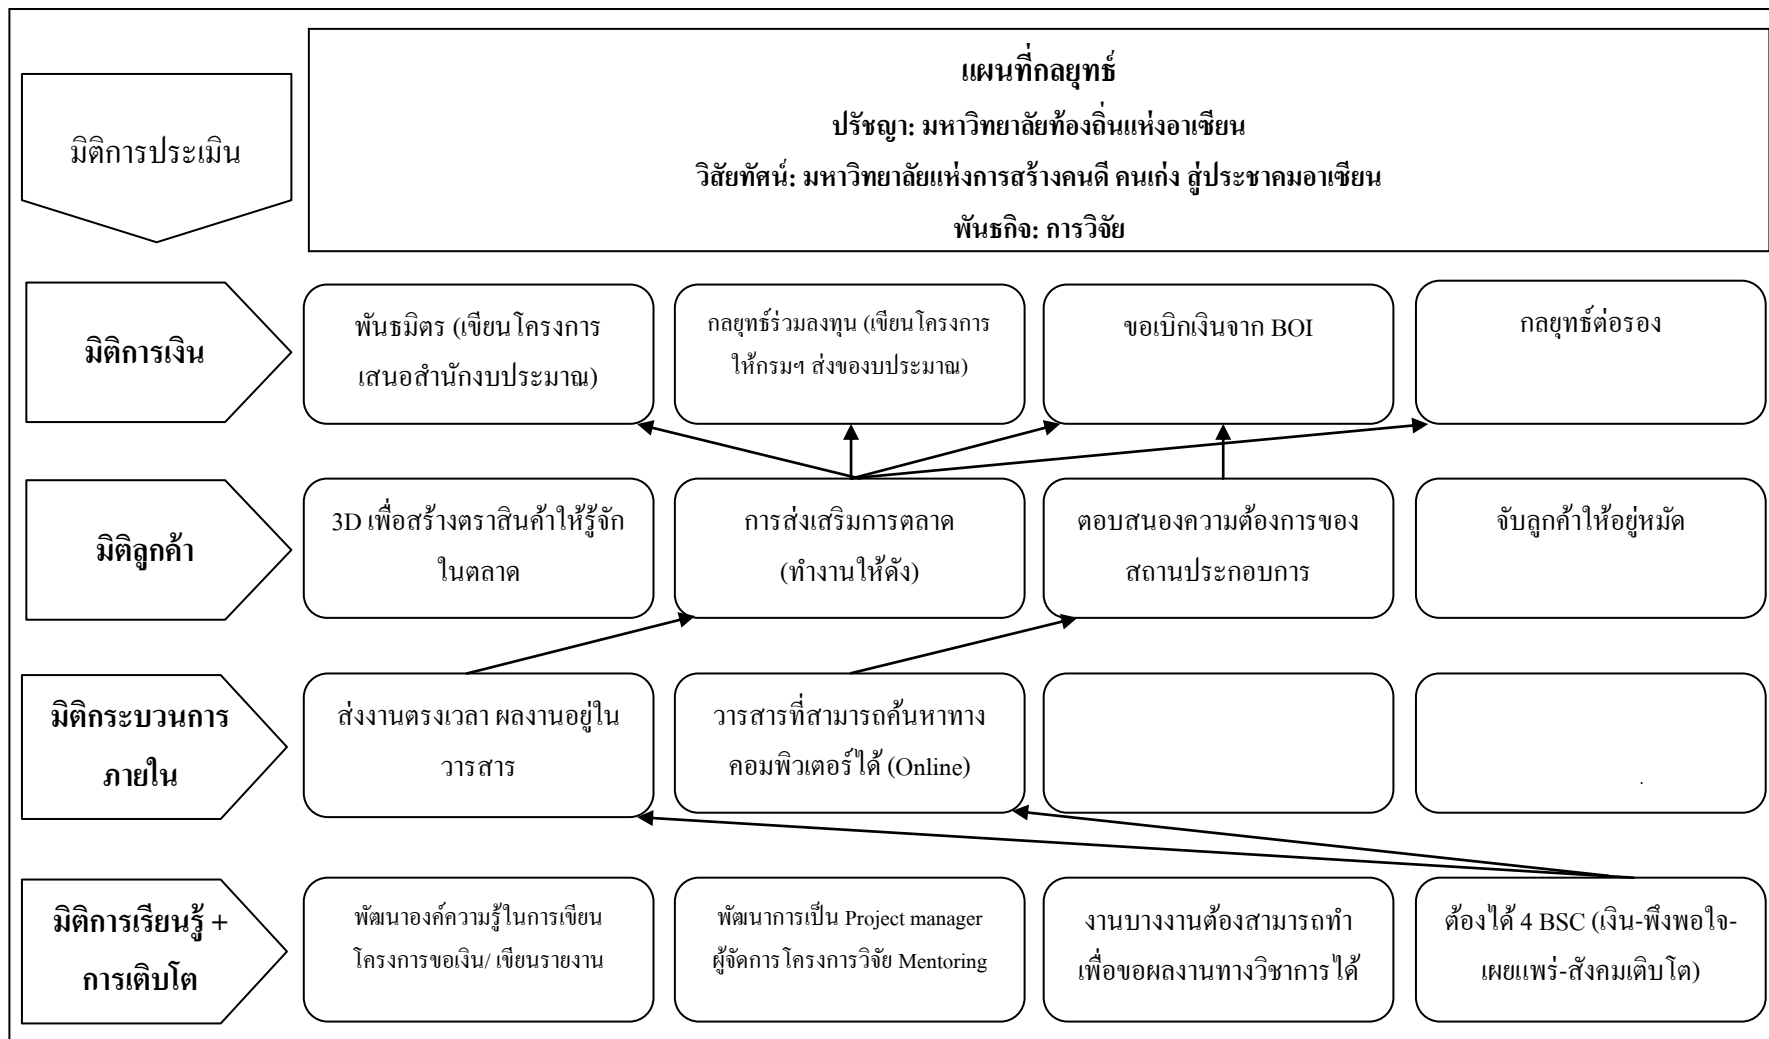 แผนที่กลยุทธ์
ปรัชญา: มหาวิทยาลัยท้องถิ่นแห่งอาเซียน
วิสัยทัศน์: มหาวิทยาลัยแห่งการสร้างคนดี คนเก่ง สู่ประชาคมอาเซียน
พันธกิจ: การวิจัย
มิติการประเมิน
มิติการเงิน
พันธมิตร (เขียนโครงการ
เสนอสำนักงบประมาณ)
กลยุทธ์ร่วมลงทุน (เขียนโครงการ
ให้กรมฯ ส่งของบประมาณ)
ขอเบิกเงินจาก BOI
กลยุทธ์ต่อรอง
มิติลูกค้า
3D เพื่อสร้างตราสินค้าให้รู้จัก
ในตลาด
การส่งเสริมการตลาด
(ทำงานให้ดัง)
ตอบสนองความต้องการของ
สถานประกอบการ
จับลูกค้าให้อยู่หมัด
มิติกระบวนการ
ภายใน
ส่งงานตรงเวลา ผลงานอยู่ใน
วารสาร
วารสารที่สามารถค้นหาทาง
คอมพิวเตอร์ได้ (Online)
.
มิติการเรียนรู้ +
การเติบโต
พัฒนาองค์ความรู้ในการเขียน
โครงการขอเงิน/ เขียนรายงาน
พัฒนาการเป็น Project manager
ผู้จัดการโครงการวิจัย Mentoring
งานบางงานต้องสามารถทำ
เพื่อขอผลงานทางวิชาการได้
ต้องได้ 4 BSC (เงิน-พึงพอใจ-
เผยแพร่-สังคมเติบโต)